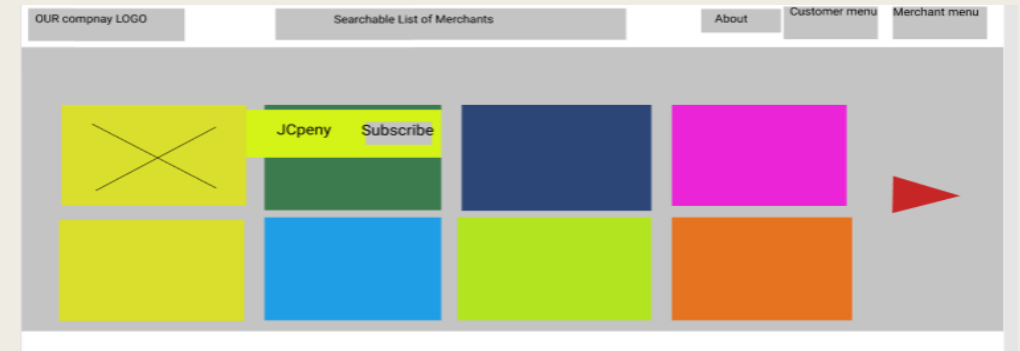 OUR compnay LOGO
Searchable List of Merchants
About
Customer menu
Merchant menu
JCpeny
Subscribe